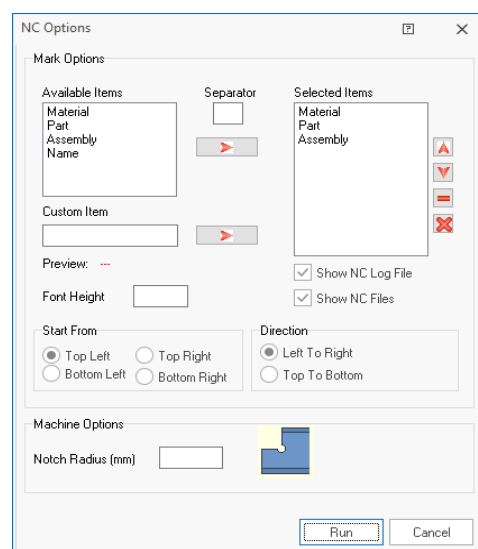 NC Options
Mark Options
Available Items
Separator
Selected Items
Material
Part
Assembly
Name
Material
Part
Assembly
Custom Item
Preview: ---
Show NC Log File
Font Height
Show NC Files
Start From
Direction
Top Left
Top Right
Left To Right
Bottom Left
Bottom Right
Top To Bottom
Machine Options
Notch Radius (mm)
Run
Cancel